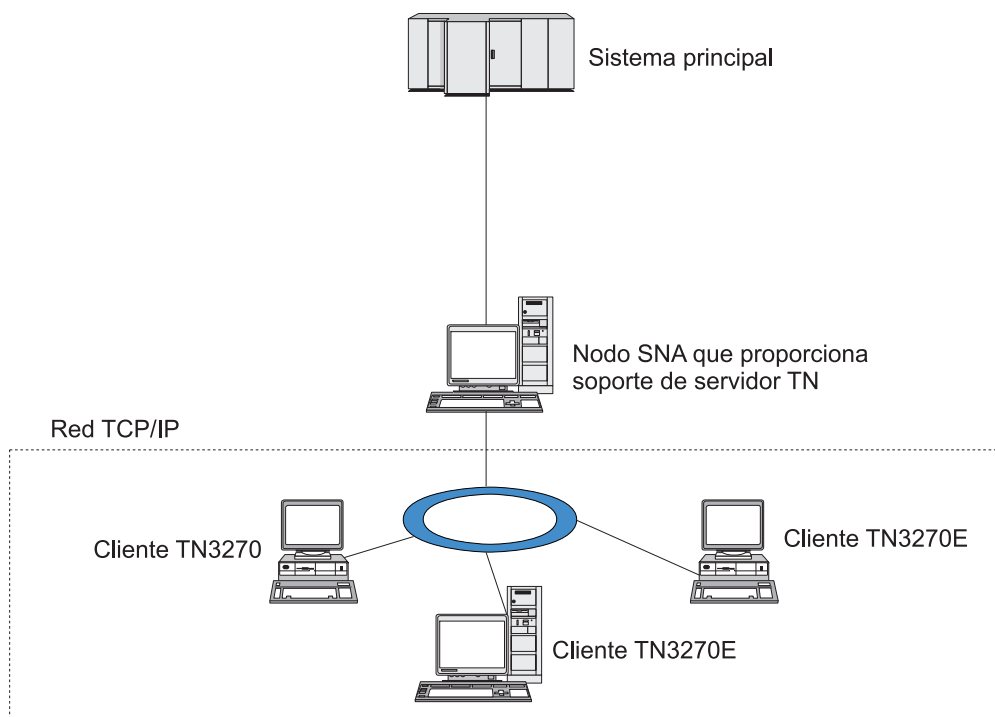 Sistema principal
Nodo SNA que proporciona
soporte de servidor TN
Red TCP/IP
Cliente TN3270
Cliente TN3270E
Cliente TN3270E